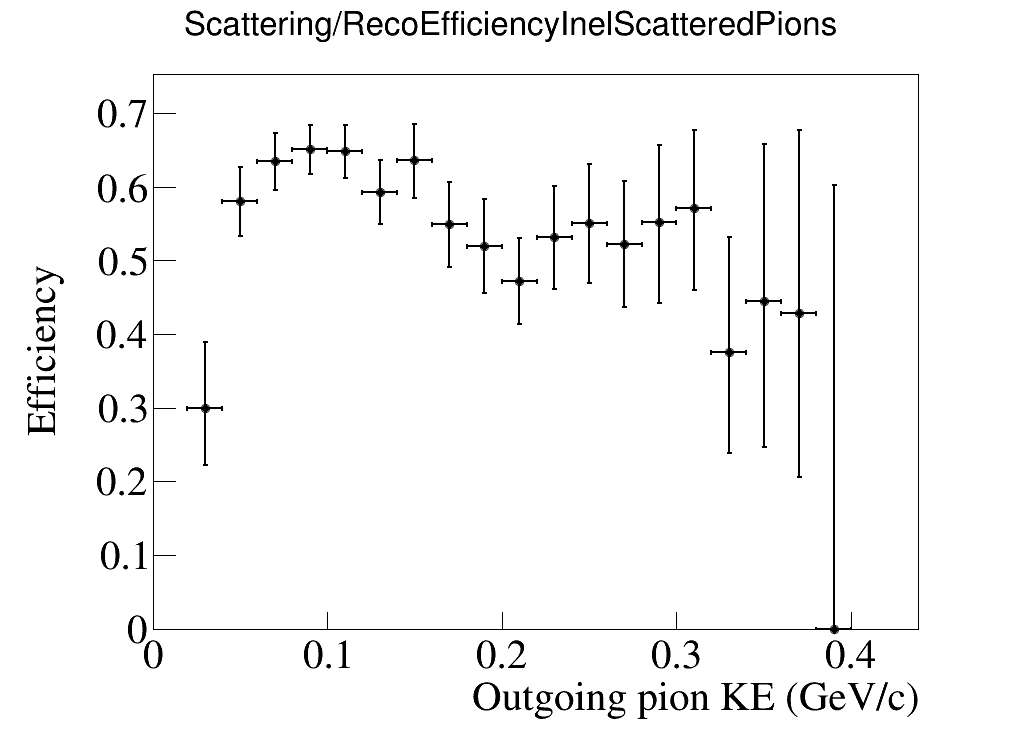 Scattering/RecoEfficiencyInelScatteredPions
0.7
0.6
0.5
0.4
0.3
0.2
0.1
0
Efficiency
0 0.1 0.2 0.3 0.4
Outgoing pion KE (GeV/c)